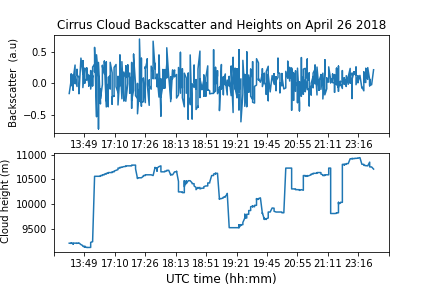 Cirrus Cloud Backscatter and Heights on April 26 2018
Backscatter (a.u)
0.5
0.0
−0.5
13:49 17:10 17:26 18:13 18:51 19:21 19:45 20:55 21:11 23:16
Cloud height (m)
11000
10500
10000
9500
13:49 17:10 17:26 18:13 18:51 19:21 19:45 20:55 21:11 23:16
UTC time (hh:mm)